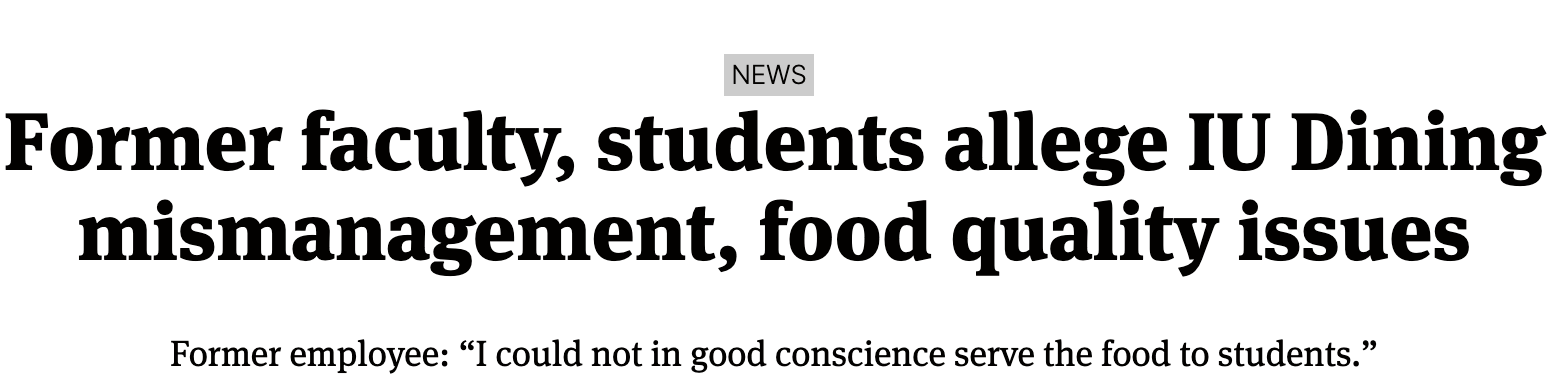 NEWS
Former faculty, students allege IU Dining
mismanagement, food quality issues
Former employee: “I could not in good conscience serve the food to students.”